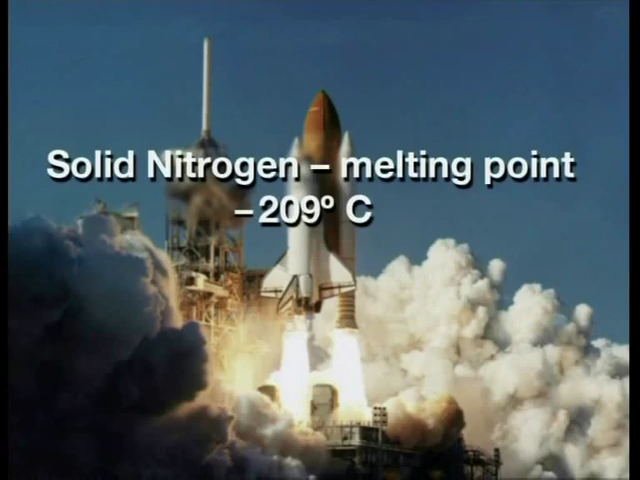 Solid Nitrogen – melting point
– 209º C